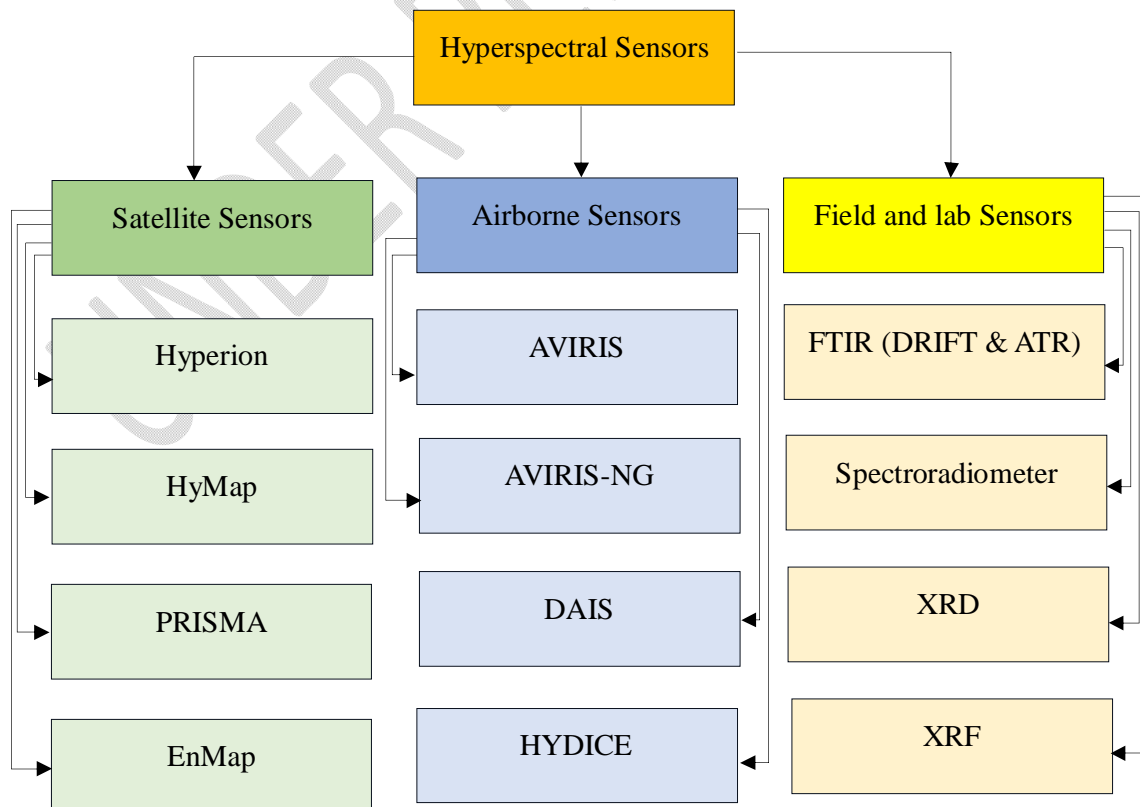 Hyperspectral Sensors
Satellite Sensors
Airborne Sensors
Field and lab Sensors
Hyperion
AVIRIS
FTIR (DRIFT & ATR)
HyMap
AVIRIS-NG
Spectroradiometer
PRISMA
DAIS
XRD
EnMap
HYDICE
XRF
UNDER